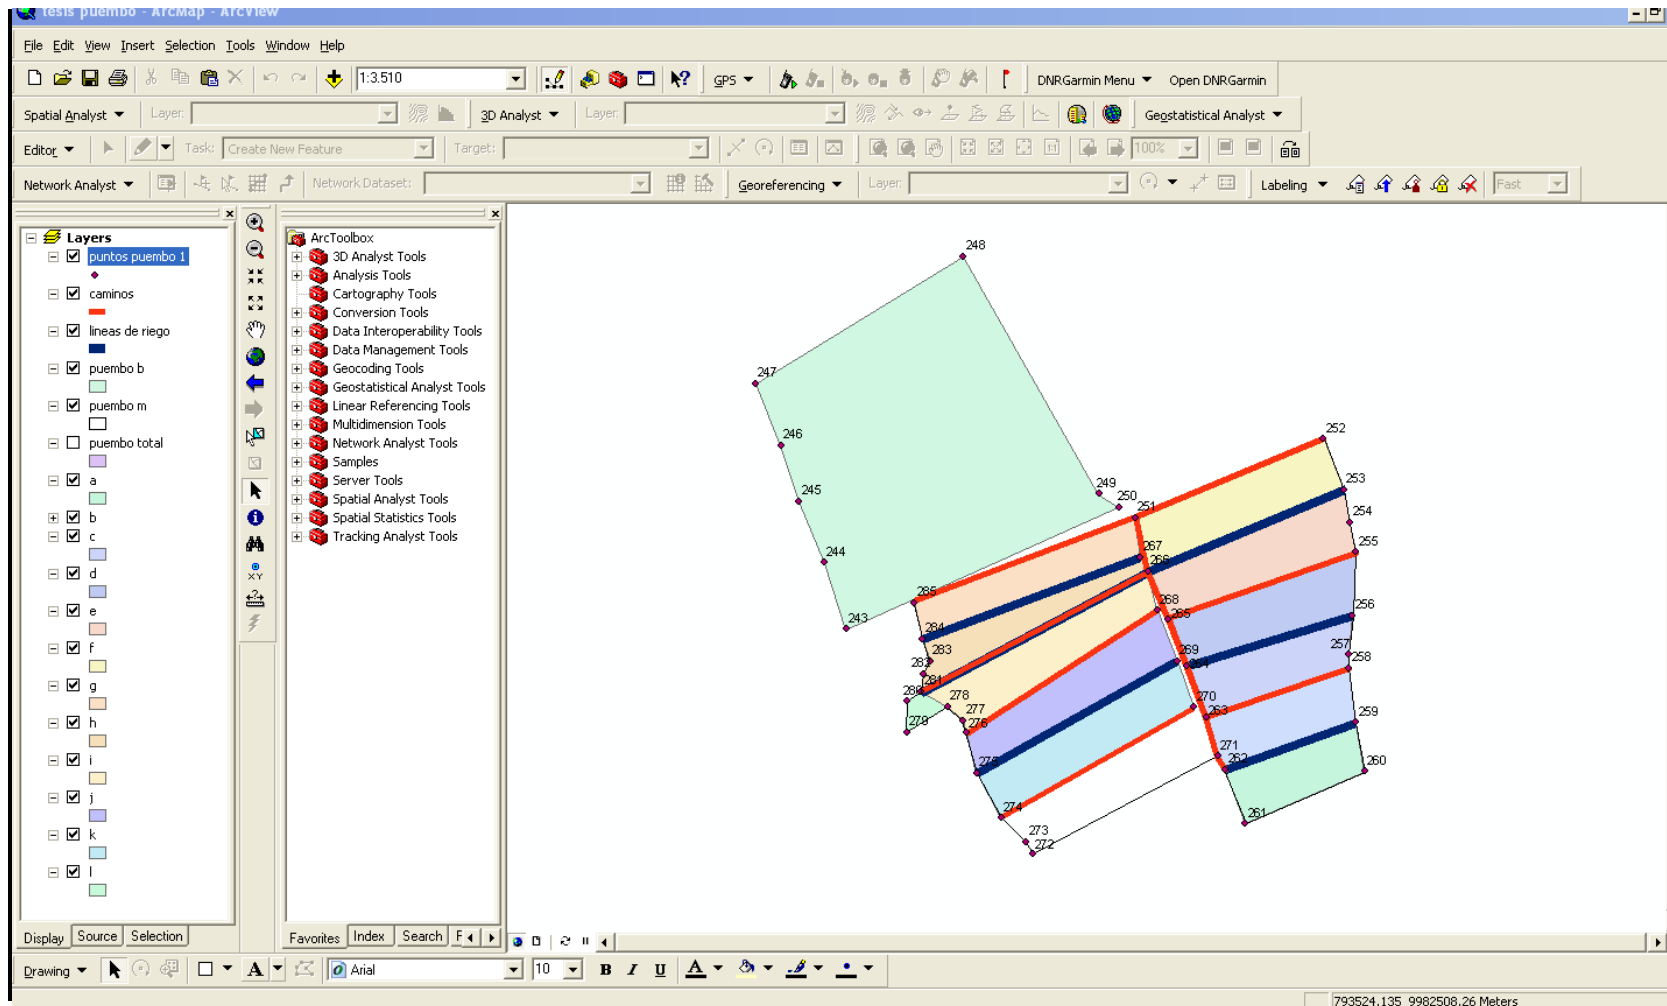 tesis puembo - ArcMap - ArcView
File Edit View Insert Selection Tools Window Help
1:3.510 GPS DNRGarmin Menu Open DNRGarmin
Spatial Analyst Layer: 3D Analyst Layer: Geostatistical Analyst
Editor Task: Create New Feature Target: 100%
Network Analyst Network Dataset: Georeferencing Layer: Labeling Fast
Layers
puntos puembo 1
caminos
lineas de riego
puembo b
puembo m
puembo total
a
b
c
d
e
f
g
h
i
j
k
l
Display Source Selection
ArcToolbox
3D Analyst Tools
Analysis Tools
Cartography Tools
Conversion Tools
Data Interoperability Tools
Data Management Tools
Geocoding Tools
Geostatistical Analyst Tools
Linear Referencing Tools
Multidimension Tools
Network Analyst Tools
Samples
Server Tools
Spatial Analyst Tools
Spatial Statistics Tools
Tracking Analyst Tools
Favorites Index Search F
248
247
252
246
253
249
245
250
251
254
255
244
267
266
285
268
256
243
265
284
257
283
269
258
282
264
281
280
278
270
277
263
259
279
276
271
262
260
275
274
261
273
272
Drawing A Arial 10 B I U A
793524.135 9982508.26 Meters